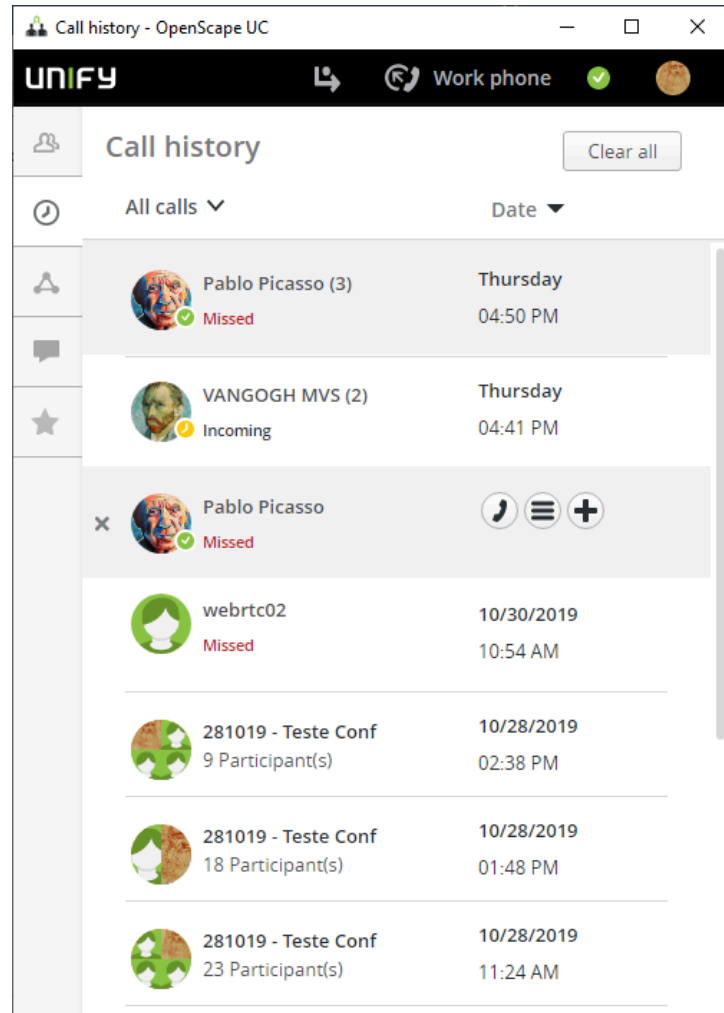 Call history - OpenScape UC
UNIFY
Work phone
Call history
Clear all
All calls
Date
Pablo Picasso (3)
Thursday
Missed
04:50 PM
VANGOGH MVS (2)
Thursday
Incoming
04:41 PM
Pablo Picasso
Missed
webrtc02
10/30/2019
Missed
10:54 AM
281019 - Teste Conf
10/28/2019
9 Participant(s)
02:38 PM
281019 - Teste Conf
10/28/2019
18 Participant(s)
01:48 PM
281019 - Teste Conf
10/28/2019
23 Participant(s)
11:24 AM